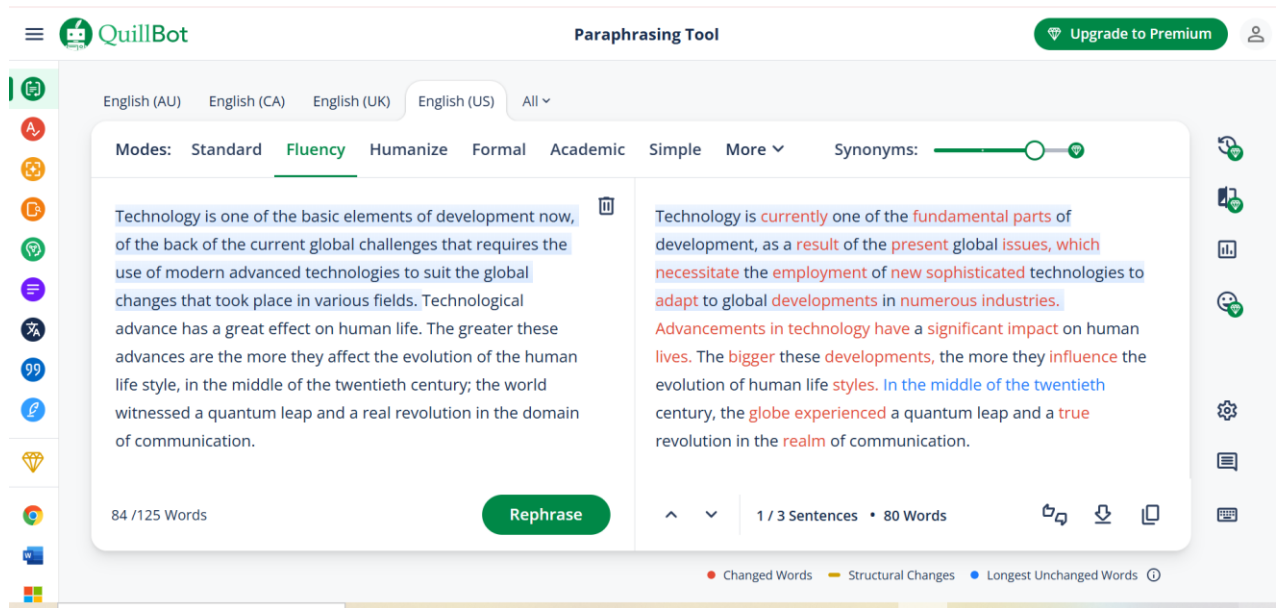 QuillBot
Paraphrasing Tool
Upgrade to Premium
English (AU) English (CA) English (UK) English (US) All
Modes: Standard Fluency Humanize Formal Academic Simple More Synonyms:
Technology is one of the basic elements of development now,
of the back of the current global challenges that requires the
use of modern advanced technologies to suit the global
changes that took place in various fields. Technological
advance has a great effect on human life. The greater these
advances are the more they affect the evolution of the human
life style, in the middle of the twentieth century; the world
witnessed a quantum leap and a real revolution in the domain
of communication.
84 /125 Words
Rephrase
Technology is currently one of the fundamental parts of
development, as a result of the present global issues, which
necessitate the employment of new sophisticated technologies to
adapt to global developments in numerous industries.
Advancements in technology have a significant impact on human
lives. The bigger these developments, the more they influence the
evolution of human life styles. In the middle of the twentieth
century, the globe experienced a quantum leap and a true
revolution in the realm of communication.
1 / 3 Sentences • 80 Words
Changed Words Structural Changes Longest Unchanged Words